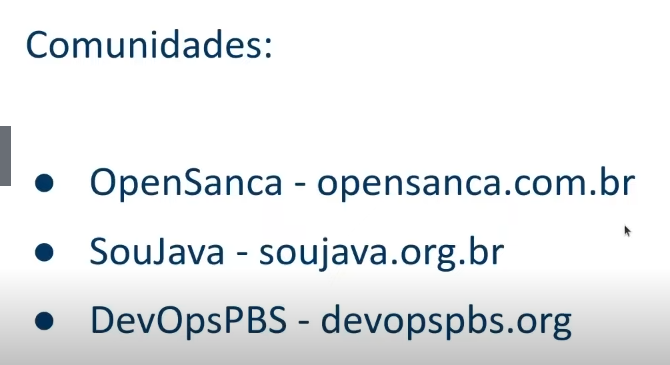 Comunidades:
● OpenSanca - opensanca.com.br
● SouJava - soujava.org.br
● DevOpsPBS - devopspbs.org